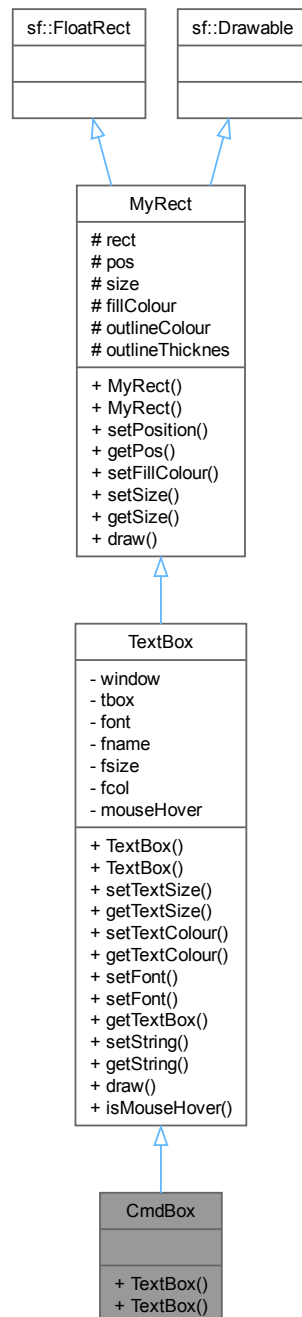 sf::FloatRect
sf::Drawable
MyRect
# rect
# pos
# size
# fillColour
# outlineColour
# outlineThicknes
+ MyRect()
+ MyRect()
+ setPosition()
+ getPos()
+ setFillColour()
+ setSize()
+ getSize()
+ draw()
TextBox
- window
- tbox
- font
- fname
- fsize
- fcol
- mouseHover
+ TextBox()
+ TextBox()
+ setTextSize()
+ getTextSize()
+ setTextColour()
+ getTextColour()
+ setFont()
+ setFont()
+ getTextBox()
+ setString()
+ getString()
+ draw()
+ isMouseHover()
CmdBox
+ TextBox()
+ TextBox()